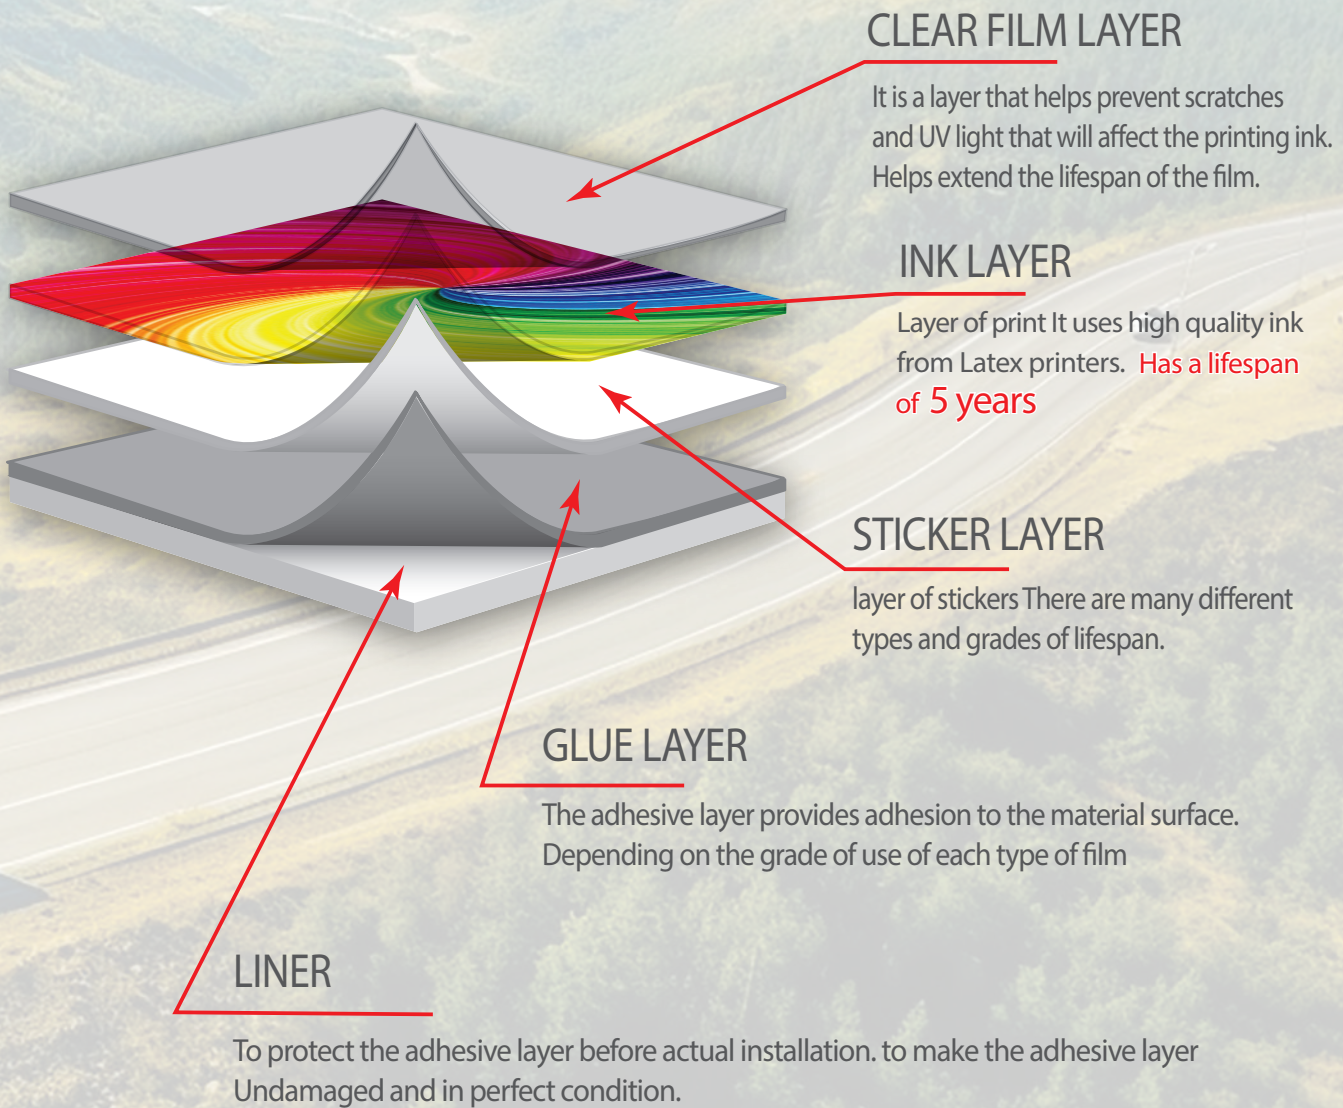 CLEAR FILM LAYER
It is a layer that helps prevent scratches
and UV light that will affect the printing ink.
Helps extend the lifespan of the film.
INK LAYER
Layer of print It uses high quality ink
from Latex printers. Has a lifespan
of 5 years
STICKER LAYER
layer of stickers There are many different
types and grades of lifespan.
GLUE LAYER
The adhesive layer provides adhesion to the material surface.
Depending on the grade of use of each type of film
LINER
To protect the adhesive layer before actual installation. to make the adhesive layer
Undamaged and in perfect condition.